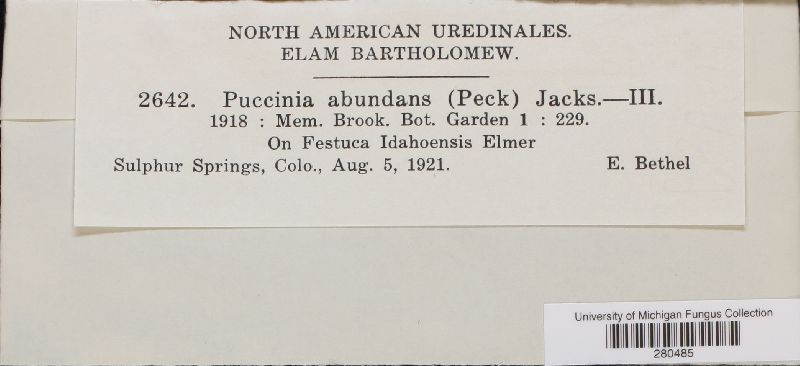 NORTH AMERICAN UREDINALES.
ELAM BARTHOLOMEW.
2642. Puccinia abundans (Peck) Jacks.—III.
1918 : Mem. Brook. Bot. Garden 1 : 229.
On Festuca Idahoensis Elmer
Sulphur Springs, Colo., Aug. 5, 1921. E. Bethel
University of Michigan Fungus Collection
280485